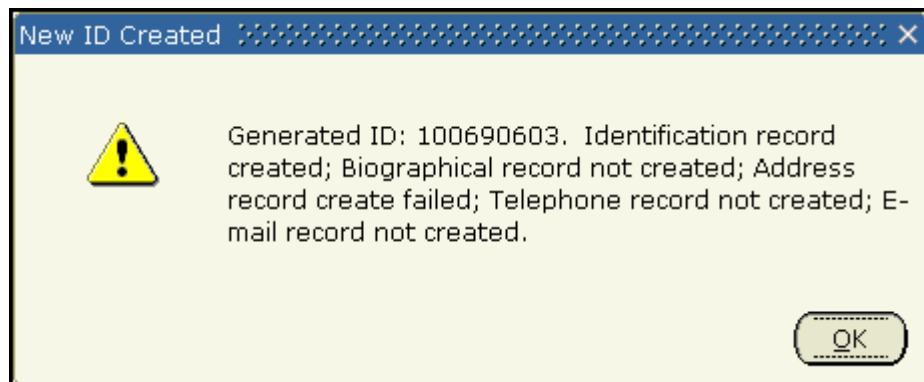 New ID Created
Generated ID: 100690603.  Identification record
created; Biographical record not created; Address
record create failed; Telephone record not created; E-
mail record not created.
OK